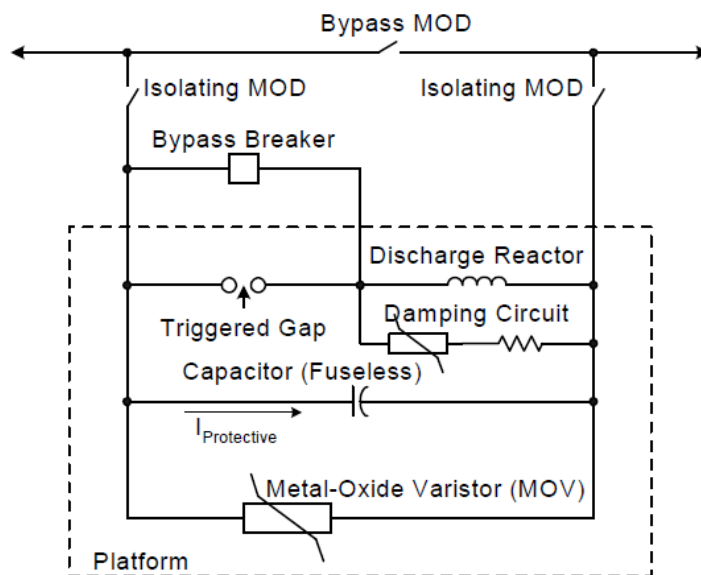 Bypass MOD
Isolating MOD
Isolating MOD
Bypass Breaker
Discharge Reactor
Triggered Gap
Damping Circuit
Capacitor (Fuseless)
IProtective
Metal-Oxide Varistor (MOV)
Platform